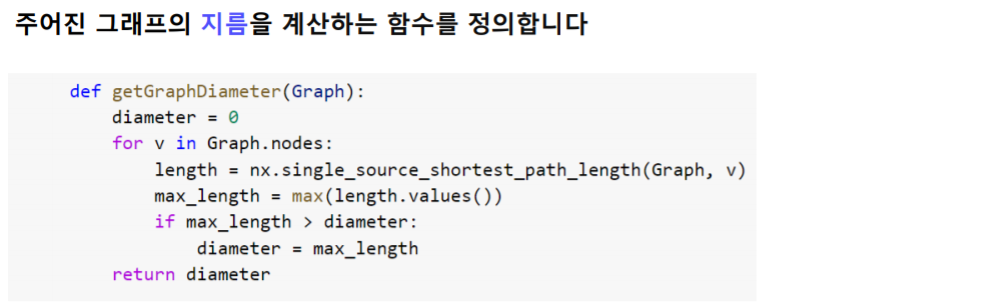 주어진 그래프의 지름을 계산하는 함수를 정의합니다
def getGraphDiameter(Graph):
    diameter = 0
    for v in Graph.nodes:
        length = nx.single_source_shortest_path_length(Graph, v)
        max_length = max(length.values())
        if max_length > diameter:
            diameter = max_length
    return diameter